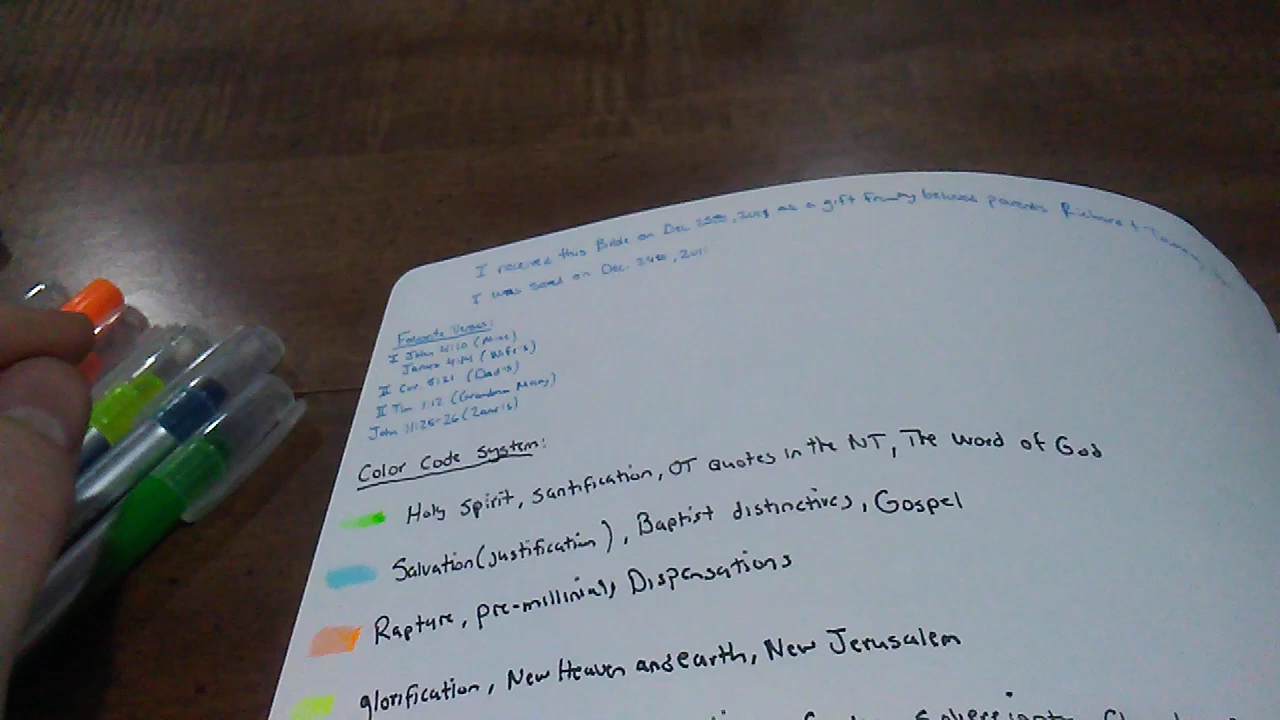 I received this Bible on Dec 25th, as a gift from my beloved parents Richard &
I was saved on Dec. 24th, 2011
Favorite Verses:
I John 4:10 (Mine)
James 4:14 (Wife's)
II Cor 5:21 (Dad's)
II Tim 1:12 (Grandma Mary)
John 11:25-26 (Zane's)
Color Code System:
Holy Spirit, Santification, OT quotes in the NT, The Word of God
Salvation (justification), Baptist distinctives, Gospel
Rapture, pre-millinial, Dispensations
glorification, New Heaven and earth, New Jerusalem